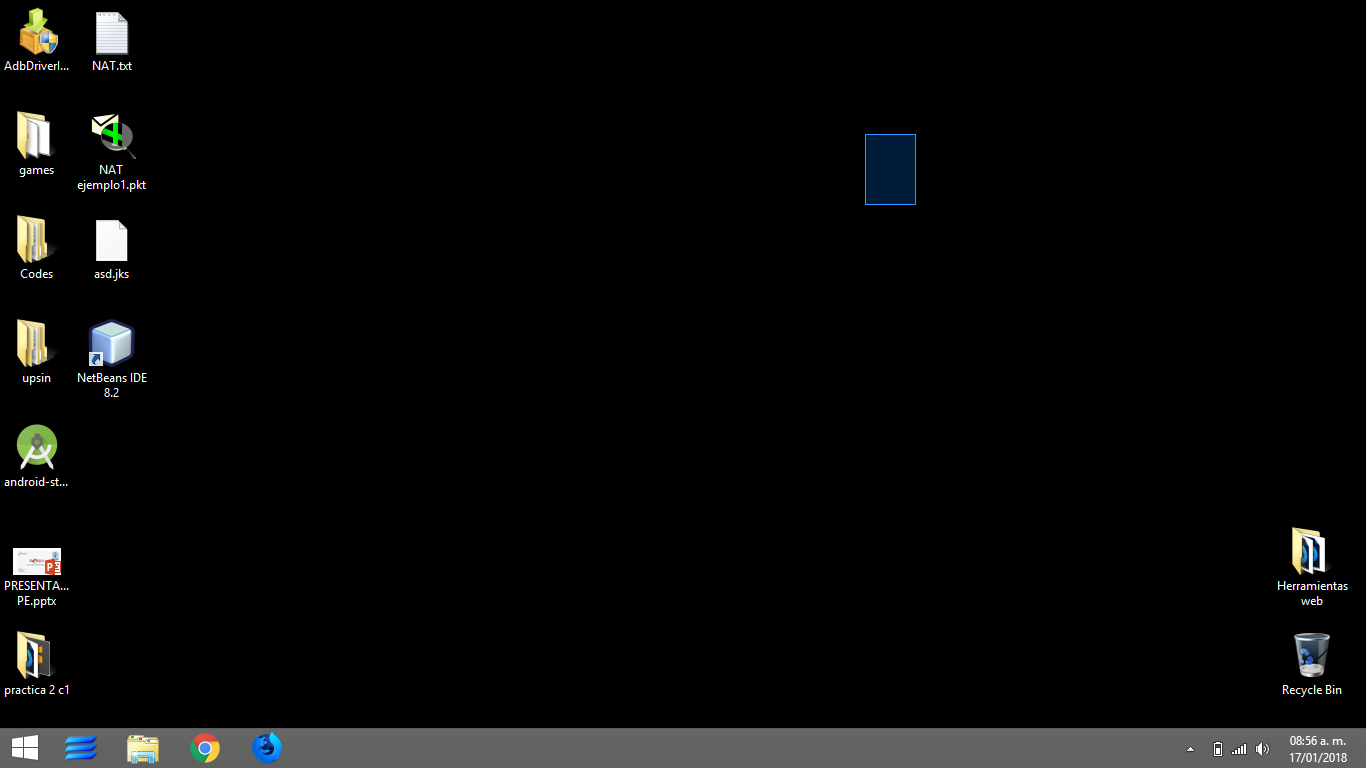 AdbDriverI...
NAT.txt
games
NAT
ejemplo1.pkt
Codes
asd.jks
upsin
NetBeans IDE
8.2
android-st...
PRESENTA...
PE.pptx
practica 2 c1
Herramientas
web
Recycle Bin
08:56 a. m.
17/01/2018